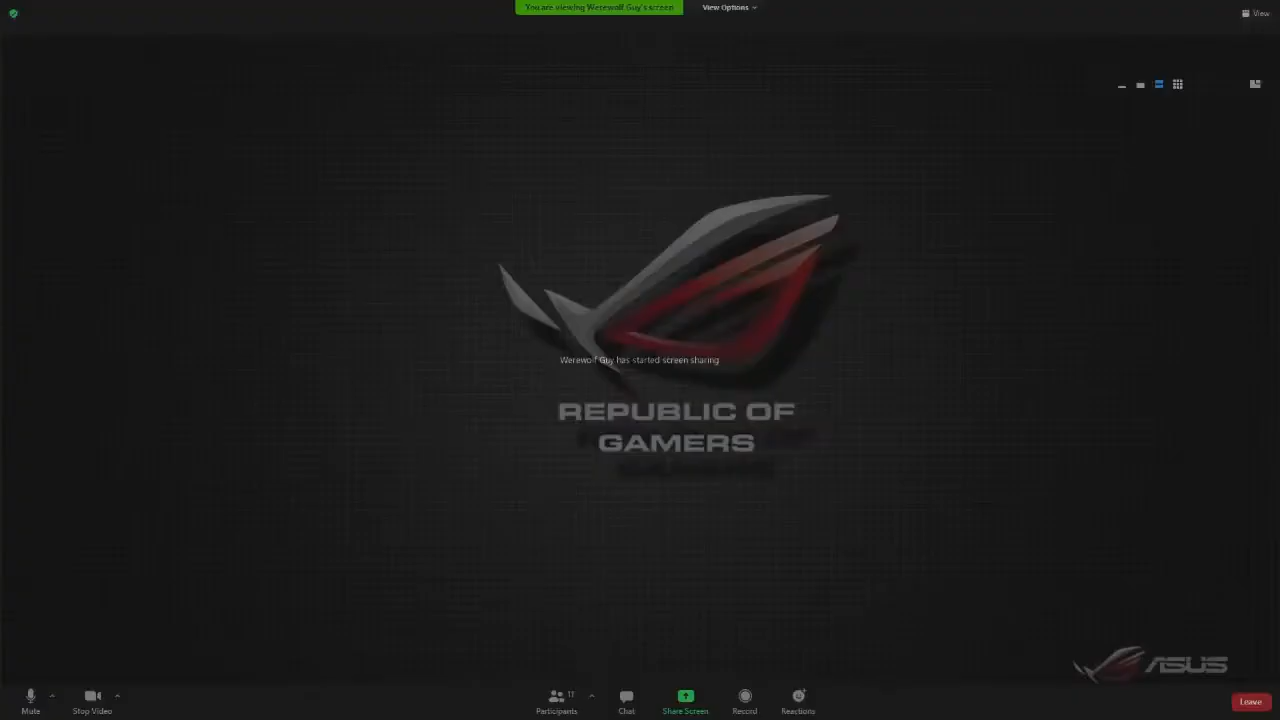 You are viewing Werewolf Guy's screen
View Options
View
Werewolf Guy has started screen sharing
REPUBLIC OF
GAMERS
ASUS
Mute
Stop Video
Participants
11
Chat
Share Screen
Record
Reactions
Leave